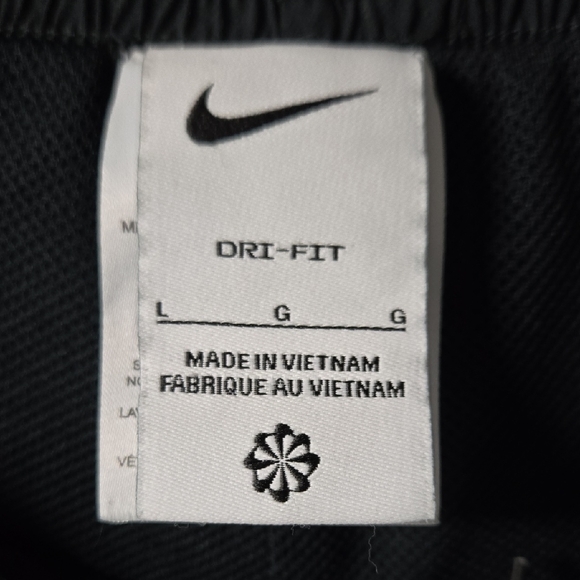 DRI-FIT
L G G
MADE IN VIETNAM
FABRIQUE AU VIETNAM